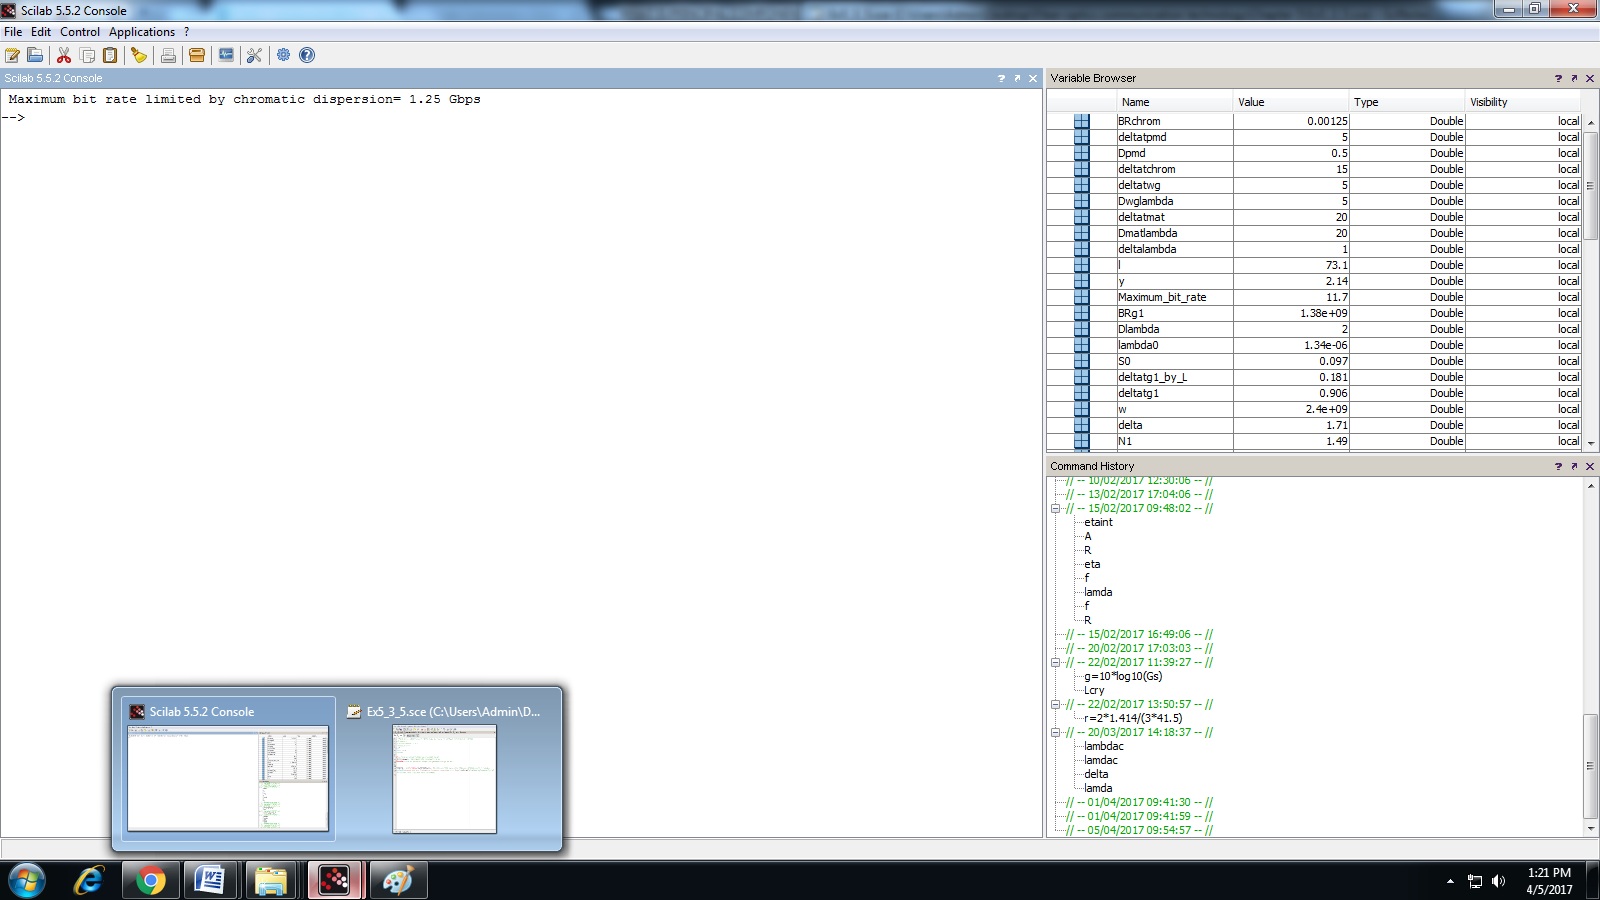 Scilab 5.5.2 Console
File Edit Control Applications ?
Scilab 5.5.2 Console
Maximum bit rate limited by chromatic dispersion= 1.25 Gbps
-->
Variable Browser
Name Value Type Visibility
BRchrom 0.00125 Double local
deltatpmd 5 Double local
Dpmd 0.5 Double local
deltatchrom 15 Double local
deltatwg 5 Double local
Dwglambda 5 Double local
deltatmat 20 Double local
Dmatlambda 20 Double local
deltalambda 1 Double local
l 73.1 Double local
y 2.14 Double local
Maximum_bit_rate 11.7 Double local
BRg1 1.38e+09 Double local
Dlambda 2 Double local
lambda0 1.34e-06 Double local
S0 0.097 Double local
deltatg1_by_L 0.181 Double local
deltatg1 0.906 Double local
w 2.4e+09 Double local
delta 1.71 Double local
N1 1.49 Double local
Command History
// -- 10/02/2017 12:30:06 -- //
// -- 13/02/2017 17:04:06 -- //
// -- 15/02/2017 09:48:02 -- //
etaint
A
R
eta
f
lamda
f
R
// -- 15/02/2017 16:49:06 -- //
// -- 20/02/2017 17:03:03 -- //
// -- 22/02/2017 11:39:27 -- //
g=10*log10(Gs)
Lcry
// -- 22/02/2017 13:50:57 -- //
r=2*1.414/(3*41.5)
// -- 20/03/2017 14:18:37 -- //
lambdac
lamdac
delta
lamda
// -- 01/04/2017 09:41:30 -- //
// -- 01/04/2017 09:41:59 -- //
// -- 05/04/2017 09:54:57 -- //
Scilab 5.5.2 Console
Ex5_3_5.sce (C:\Users\Admin\D...
1:21 PM
4/5/2017